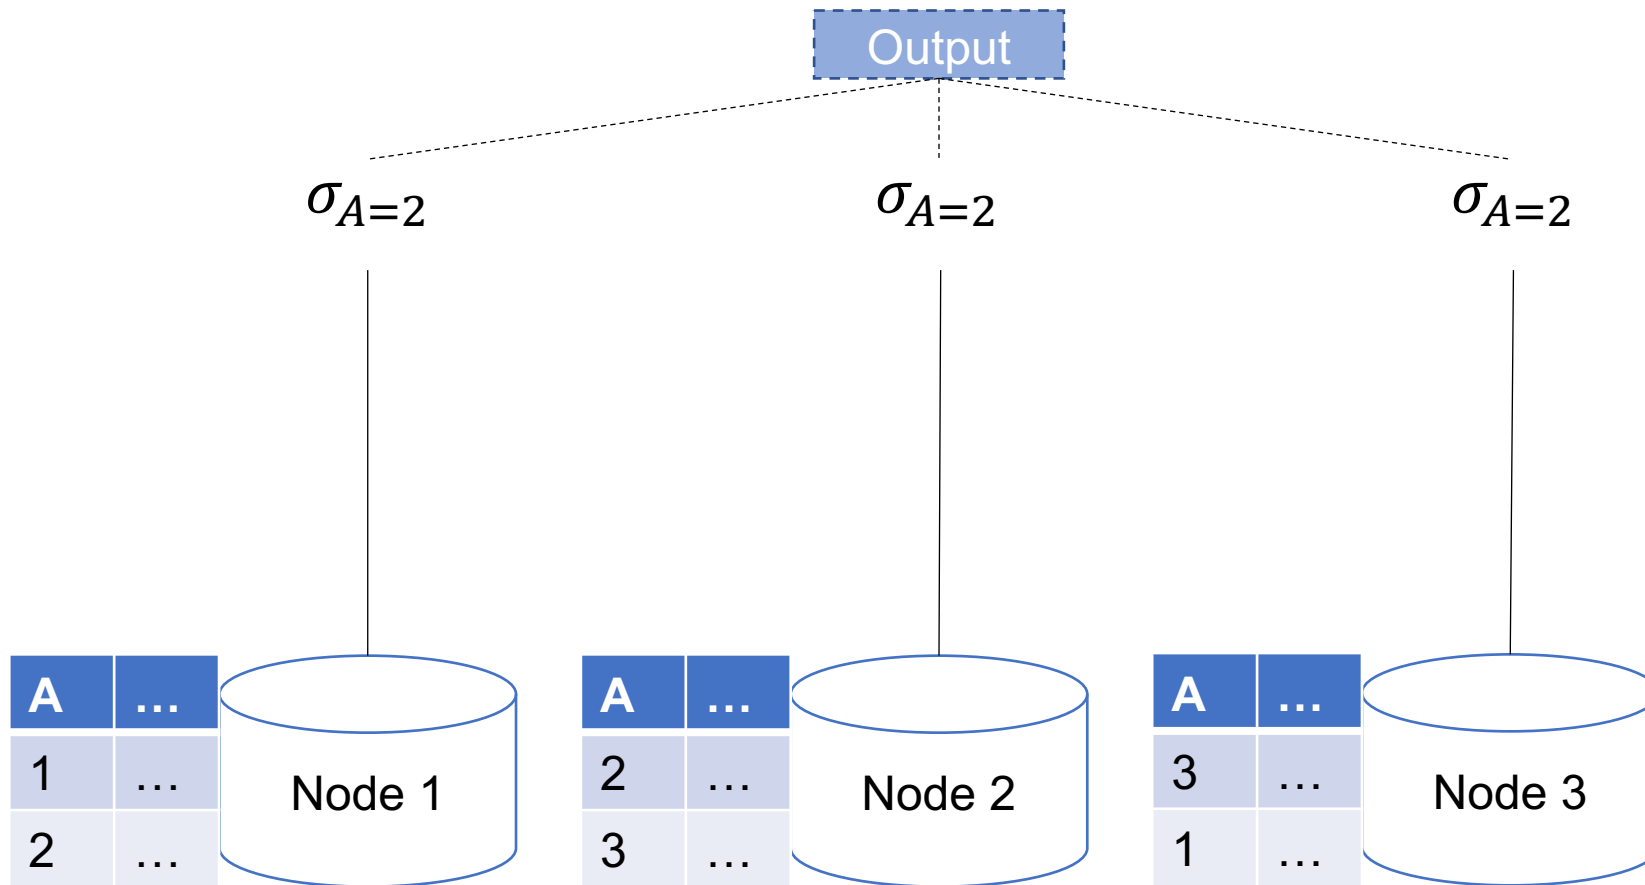 Output
σA=2 σA=2 σA=2
A … A … A …
1 … Node 1 2 … Node 2 3 … Node 3
2 … 3 … 1 …